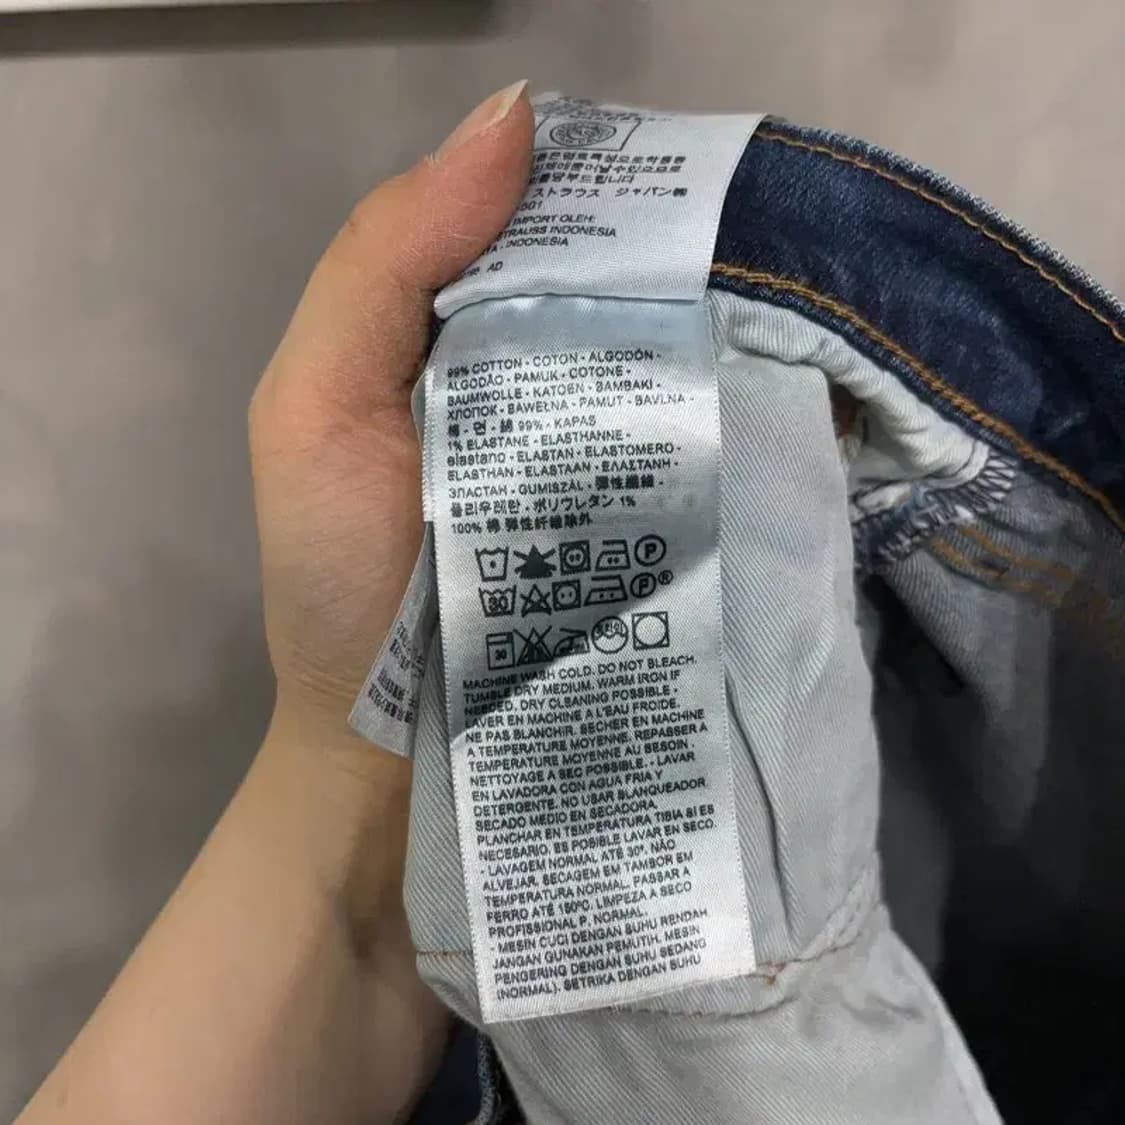 ストラウス ジャパン㈱
IMPORT OLEH:
STRAUSS INDONESIA
INDONESIA
AD
99% COTTON - COTON - ALGODÓN -
ALGODÃO - PAMUK - COTONE -
BAUMWOLLE - KATOEN - BAMBAKI -
ХЛОПОК - BAWEŁNA - PAMUT - BAVLNA -
棉 - 면 - 綿 99% - KAPAS
1% ELASTANE - ELASTHANNE -
elastano - ELASTAN - ELASTOMERO -
ELASTHAN - ELASTAAN - ΕΛΑΣΤΑΝΗ -
ЭЛАСТАН - GUMISZÁL - 彈性纖維 -
폴리우레탄 - ポリウレタン 1%
100% 棉 弹性纤维除外
P
30 F ®
30
MACHINE WASH COLD. DO NOT BLEACH.
TUMBLE DRY MEDIUM. WARM IRON IF
NEEDED. DRY CLEANING POSSIBLE -
LAVER EN MACHINE A L'EAU FROIDE.
NE PAS BLANCHIR. SECHER EN MACHINE
A TEMPERATURE MOYENNE. REPASSER A
TEMPERATURE MOYENNE AU BESOIN.
NETTOYAGE A SEC POSSIBLE. - LAVAR
EN LAVADORA CON AGUA FRIA Y
DETERGENTE. NO USAR BLANQUEADOR.
SECADO MEDIO EN SECADORA.
PLANCHAR EN TEMPERATURA TIBIA SI ES
NECESARIO. ES POSIBLE LAVAR EN SECO.
- LAVAGEM NORMAL ATÉ 30º. NÃO
ALVEJAR. SECAGEM EM TAMBOR EM
TEMPERATURA NORMAL. PASSAR A
FERRO ATÉ 150ºC. LIMPEZA A SECO
PROFISSIONAL P, NORMAL.
- MESIN CUCI DENGAN SUHU RENDAH
JANGAN GUNAKAN PEMUTIH. MESIN
PENGERING DENGAN SUHU SEDANG
(NORMAL). SETRIKA DENGAN SUHU